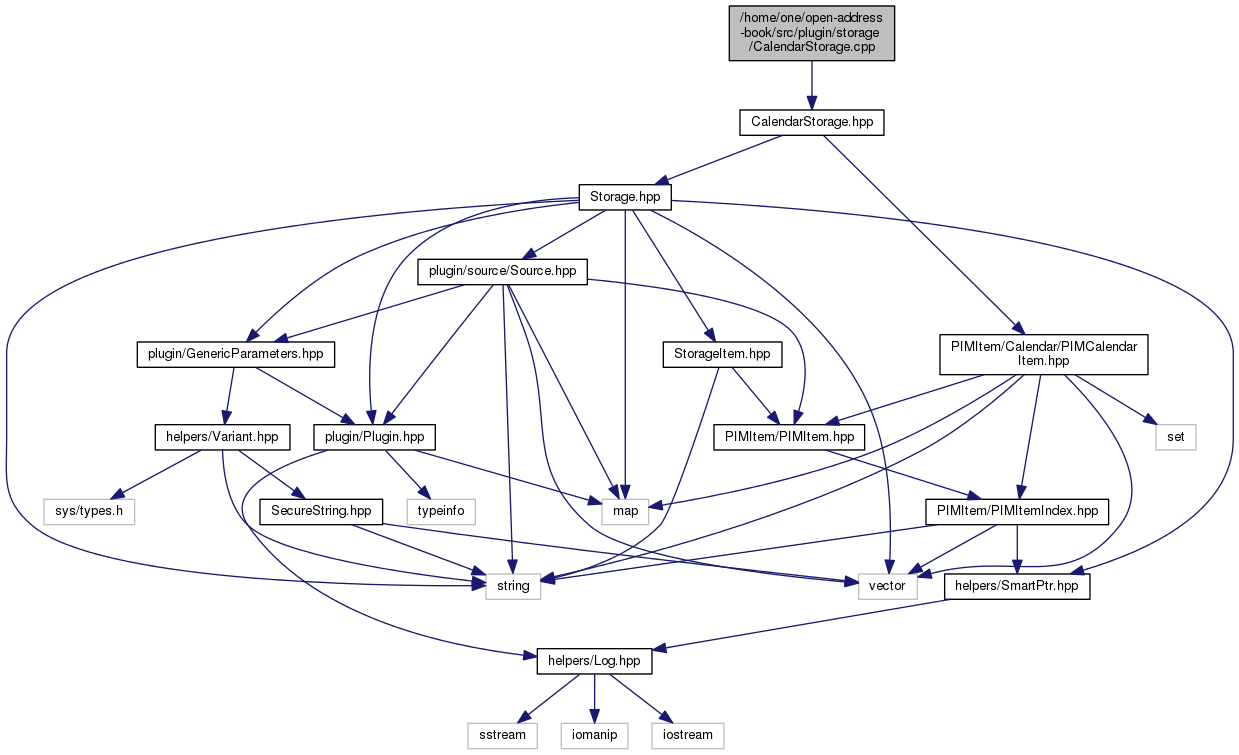 /home/one/open-address
-book/src/plugin/storage
/CalendarStorage.cpp
CalendarStorage.hpp
Storage.hpp
plugin/source/Source.hpp
plugin/GenericParameters.hpp
StorageItem.hpp
PIMItem/Calendar/PIMCalendar
Item.hpp
helpers/Variant.hpp
plugin/Plugin.hpp
PIMItem/PIMItem.hpp
set
sys/types.h
SecureString.hpp
typeinfo
map
PIMItem/PIMItemIndex.hpp
string
vector
helpers/SmartPtr.hpp
helpers/Log.hpp
sstream
iomanip
iostream